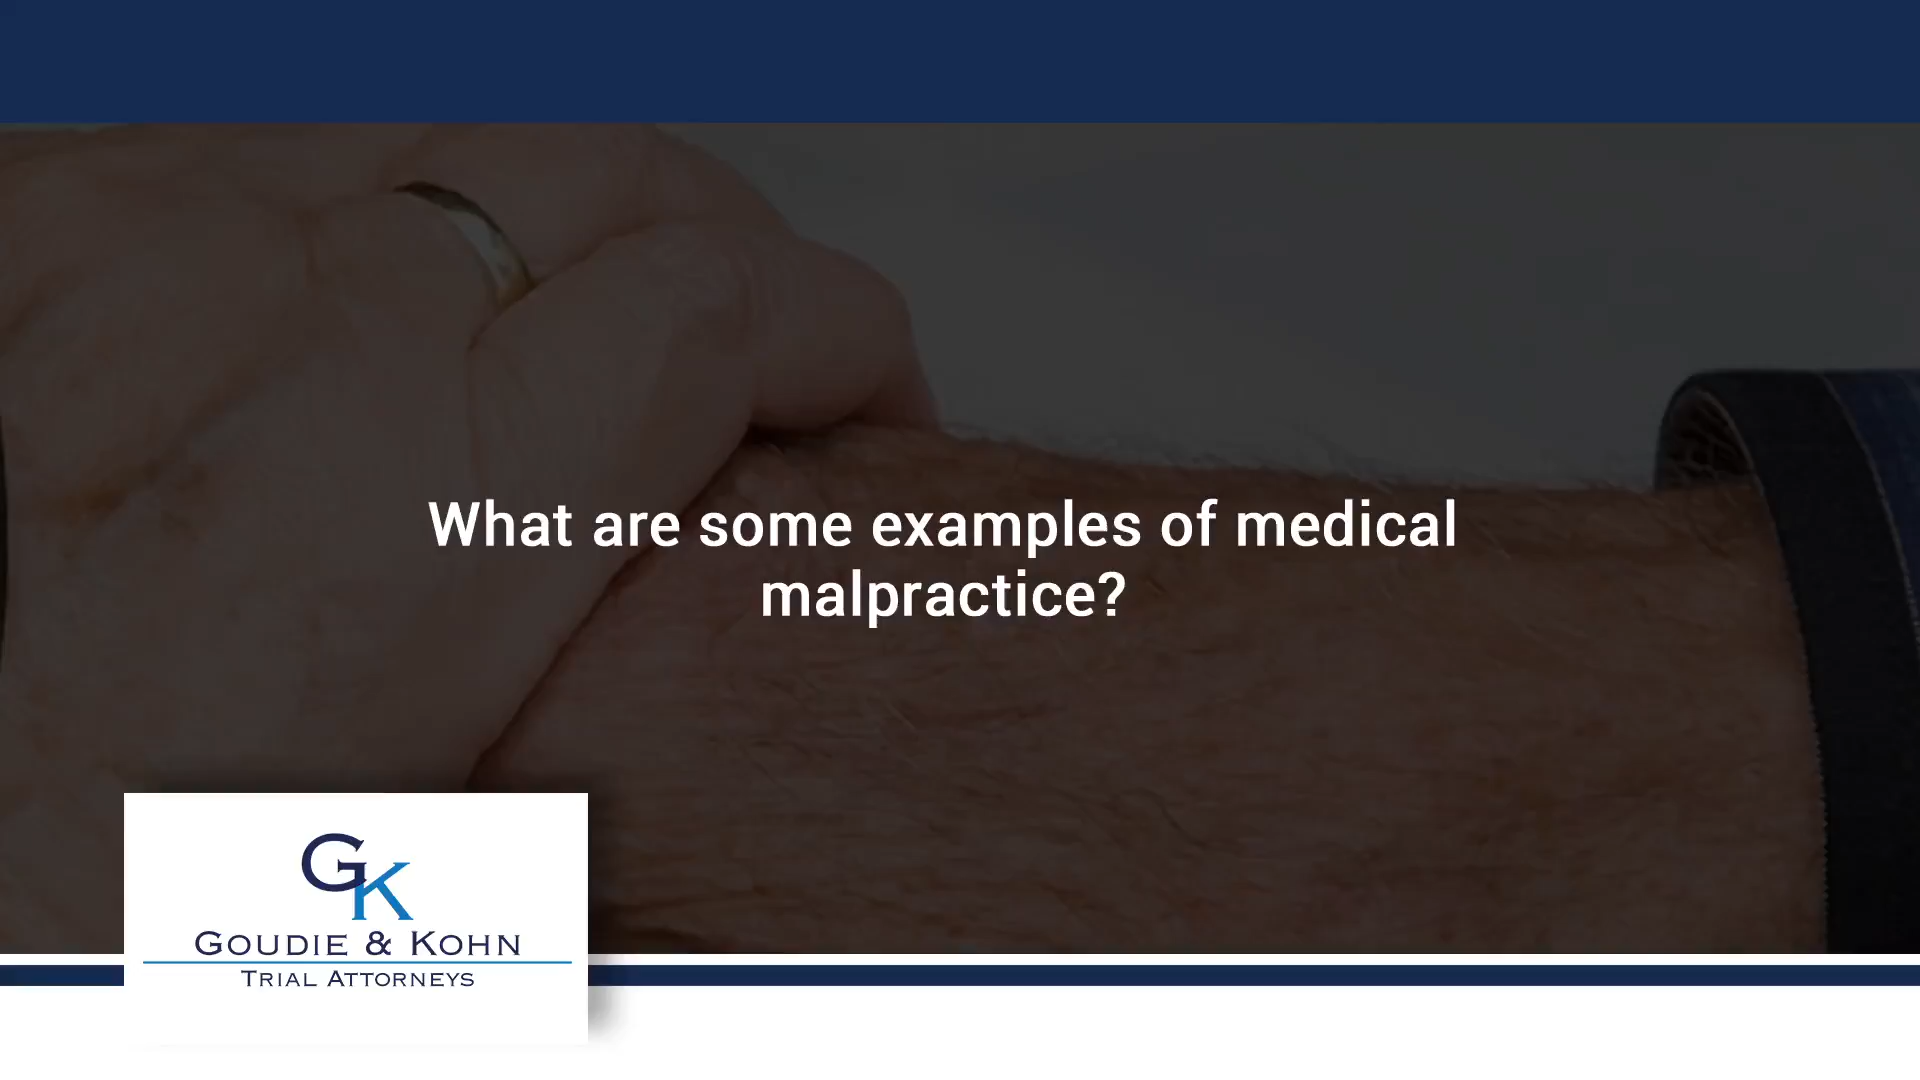 What are some examples of medical
malpractice?
GK
GOUDIE & KOHN
TRIAL ATTORNEYS